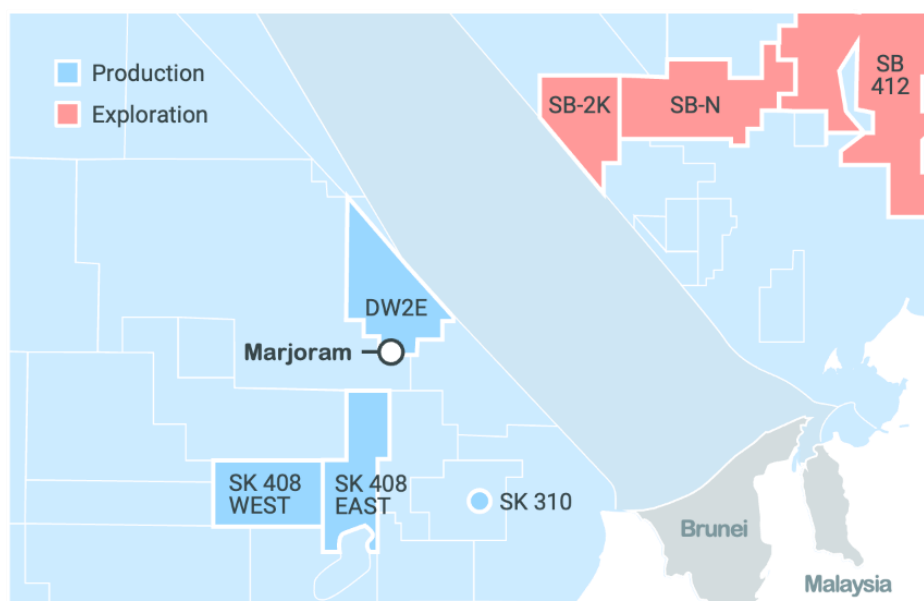 Production
Exploration
SB-2K
SB-N
SB
412
DW2E
Marjoram
SK 408
WEST
SK 408
EAST
SK 310
Brunei
Malaysia